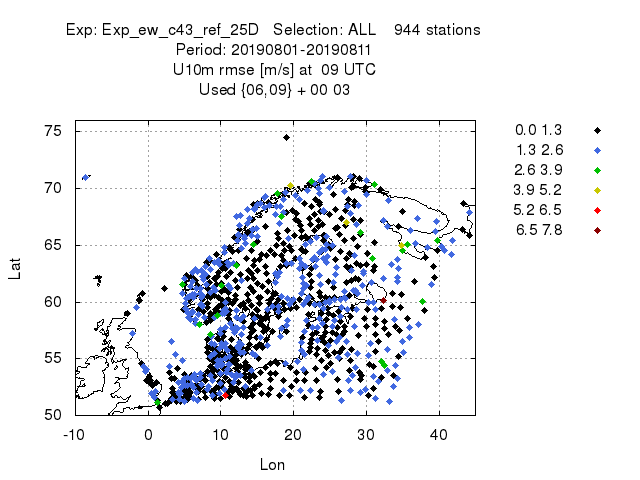 Exp: Exp_ew_c43_ref_25D   Selection: ALL    944 stations
Period: 20190801-20190811
U10m rmse [m/s] at  09 UTC
Used {06,09} + 00 03
75
70
65
60
55
50
-10 0 10 20 30 40
Lat
Lon
0.0 1.3
1.3 2.6
2.6 3.9
3.9 5.2
5.2 6.5
6.5 7.8